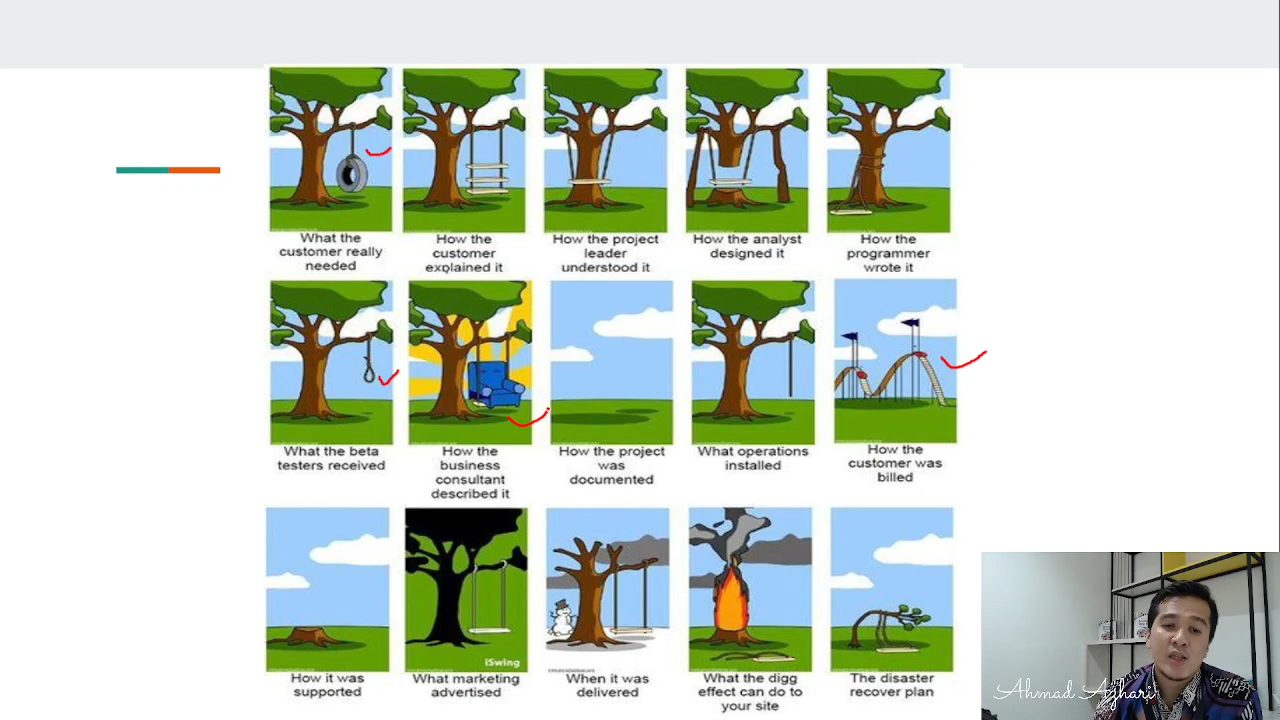 What the
customer really
needed
How the
customer
explained it
How the project
leader
understood it
How the analyst
designed it
How the
programmer
wrote it
What the beta
testers received
How the
business
consultant
described it
How the project
was
documented
What operations
installed
How the
customer was
billed
How it was
supported
iSwing
What marketing
advertised
When it was
delivered
What the digg
effect can do to
your site
The disaster
recover plan
Ahmad Azhari